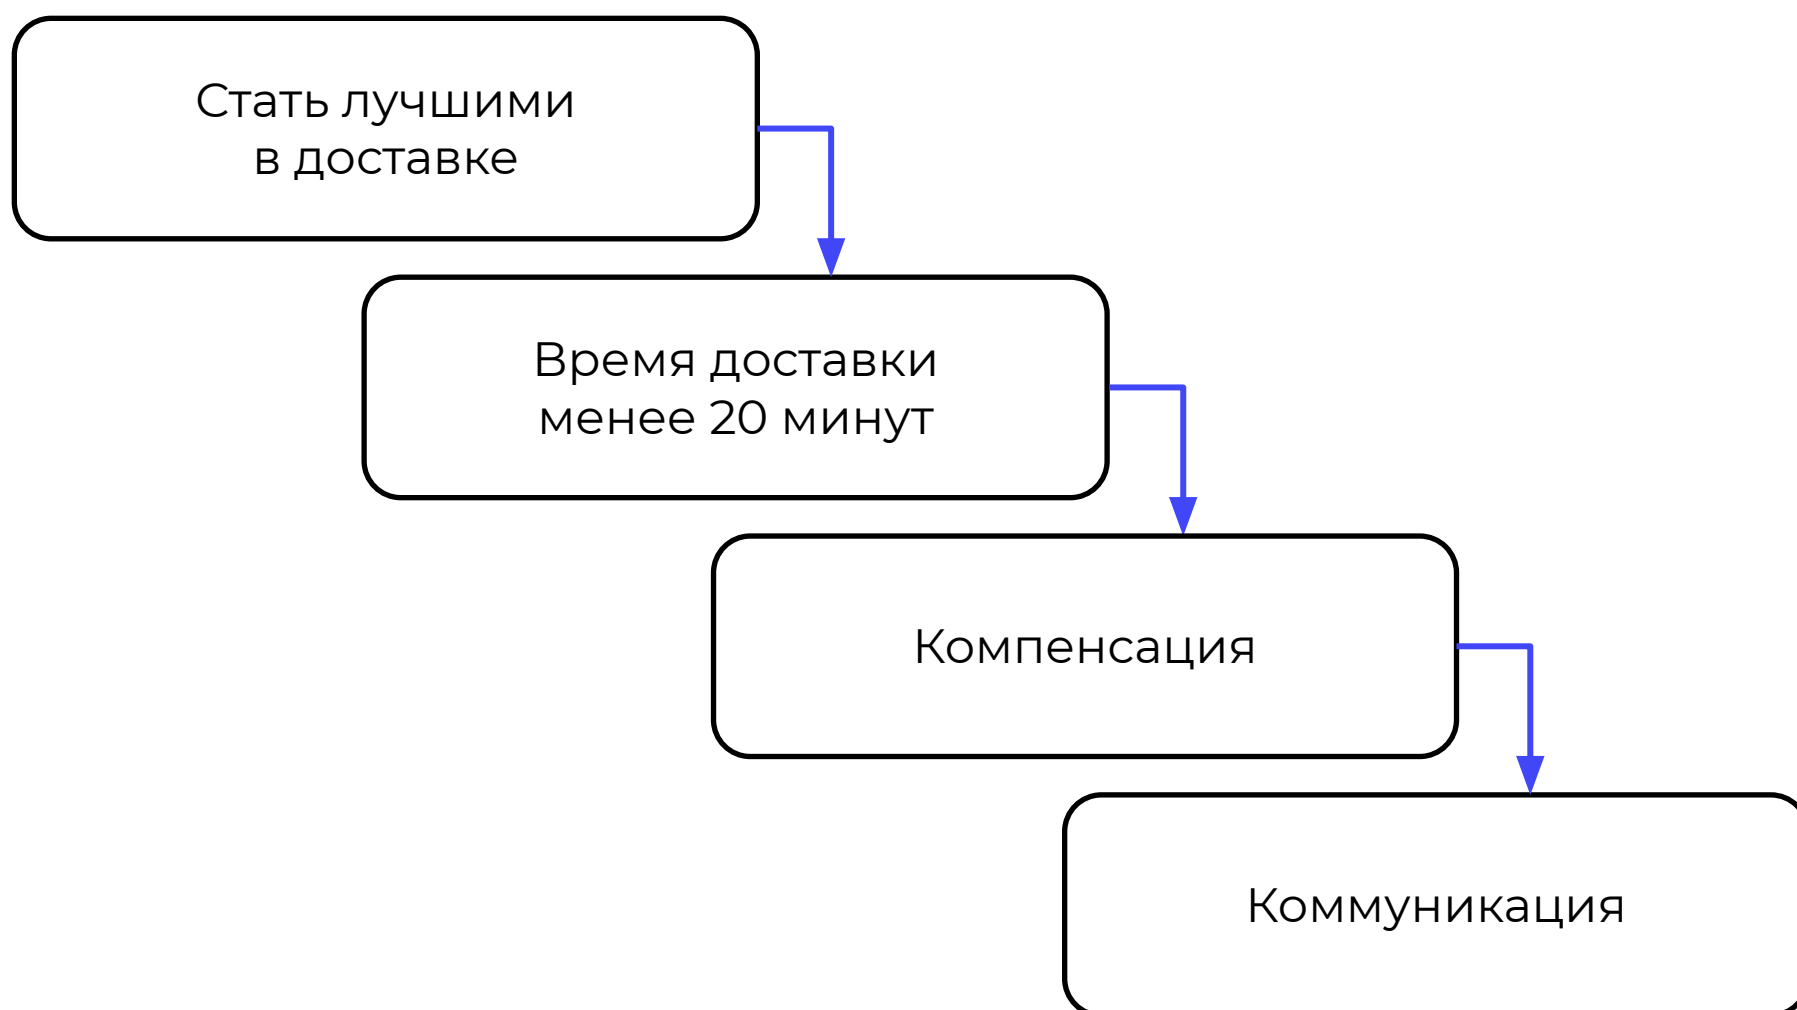 Стать лучшими
в доставке
Время доставки
менее 20 минут
Компенсация
Коммуникация